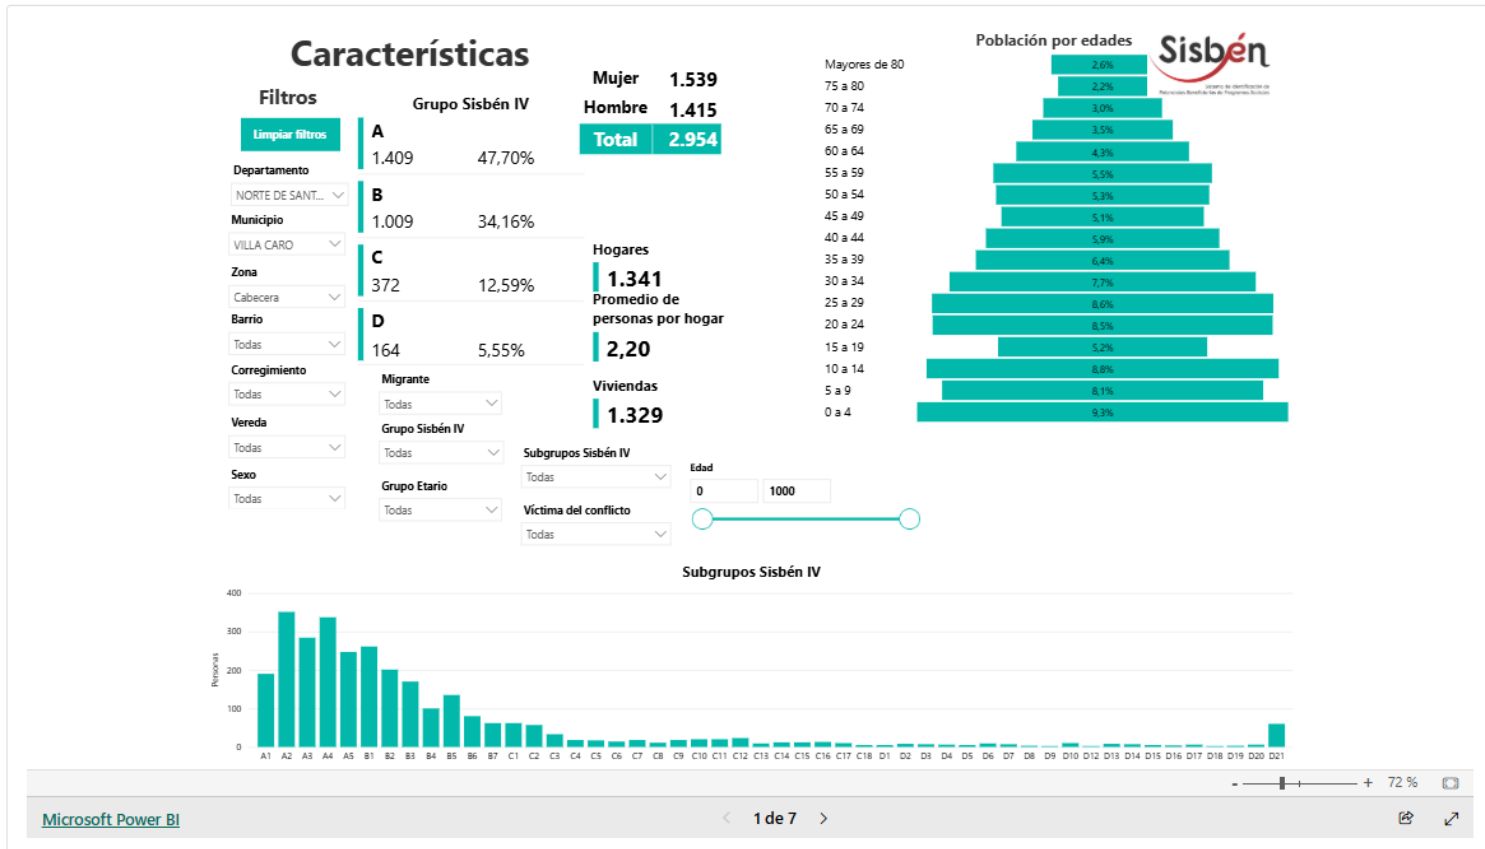 Características
Filtros
Limpiar filtros
Departamento
NORTE DE SANT...
Municipio
VILLA CARO
Zona
Cabecera
Barrio
Todas
Corregimiento
Todas
Vereda
Todas
Sexo
Todas
Grupo Sisbén IV
A
1.409 47,70%
B
1.009 34,16%
C
372 12,59%
D
164 5,55%
Migrante
Todas
Grupo Sisbén IV
Todas
Grupo Etario
Todas
Mujer 1.539
Hombre 1.415
Total 2.954
Hogares
1.341
Promedio de
personas por hogar
2,20
Viviendas
1.329
Subgrupos Sisbén IV
Todas
Víctima del conflicto
Todas
Edad
0 1000
Población por edades
Sisbén
Sistema de Identificación de
Potenciales Beneficiarios de Programas Sociales
Mayores de 80 2,6%
75 a 80 2,2%
70 a 74 3,0%
65 a 69 3,5%
60 a 64 4,3%
55 a 59 5,5%
50 a 54 5,3%
45 a 49 5,1%
40 a 44 5,9%
35 a 39 6,4%
30 a 34 7,7%
25 a 29 8,6%
20 a 24 8,5%
15 a 19 5,2%
10 a 14 8,8%
5 a 9 8,1%
0 a 4 9,3%
Subgrupos Sisbén IV
Personas
400
300
200
100
0
A1 A2 A3 A4 A5 B1 B2 B3 B4 B5 B6 B7 C1 C2 C3 C4 C5 C6 C7 C8 C9 C10 C11 C12 C13 C14 C15 C16 C17 C18 D1 D2 D3 D4 D5 D6 D7 D8 D9 D10 D12 D13 D14 D15 D16 D17 D18 D19 D20 D21
- + 72 %
Microsoft Power BI
1 de 7